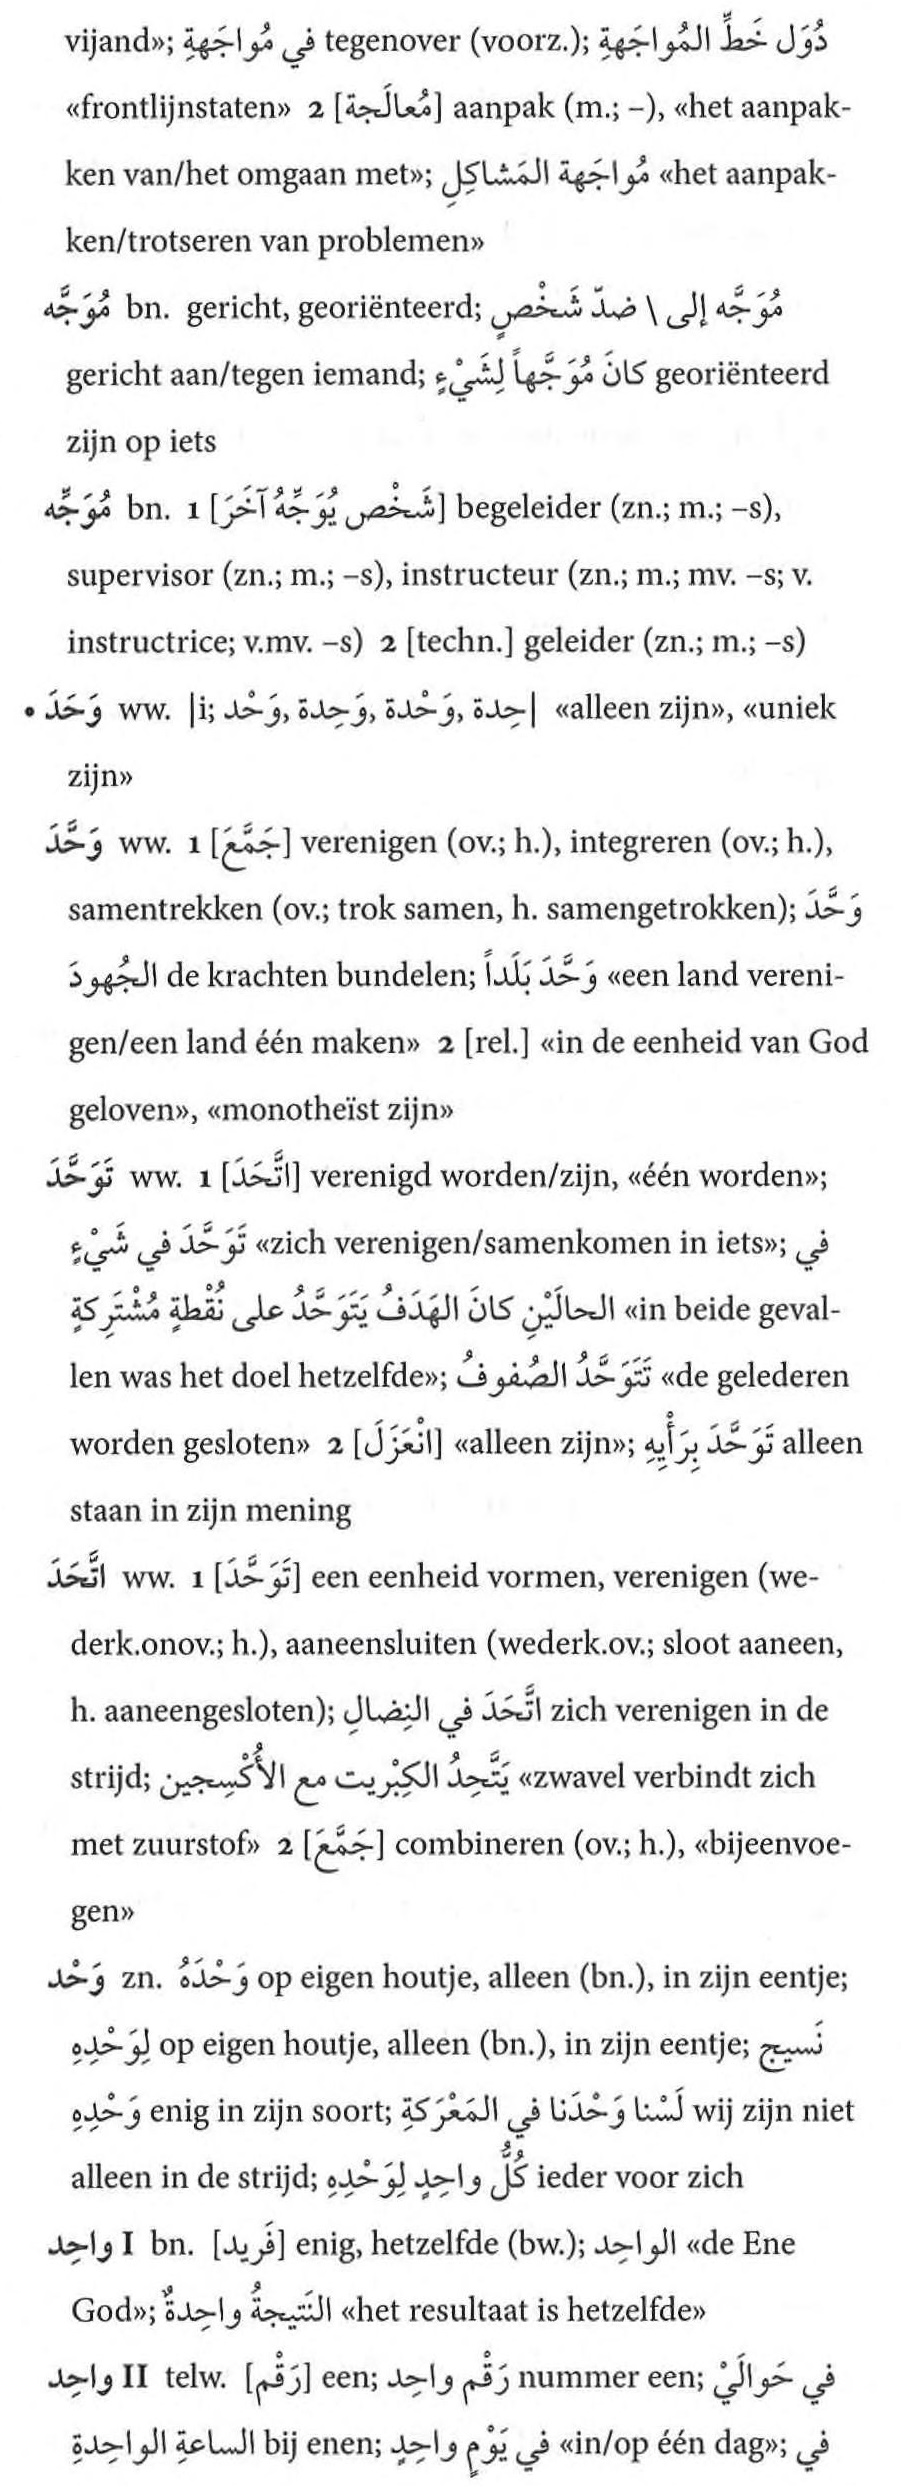 vijand»; في مُواجَهةِ tegenover (voorz.); دُوَل خَطِّ المُواجَهةِ
«frontlijnstaten» 2 [مُعالَجة] aanpak (m.; –), «het aanpak-
ken van/het omgaan met»; مُواجَهة المَشاكِلِ «het aanpak-
ken/trotseren van problemen»
مُوَجَّه bn. gericht, georiënteerd; مُوَجَّه إلى \ ضدّ شَخْصٍ
gericht aan/tegen iemand; كانَ مُوَجَّهاً لِشَيْءٍ georiënteerd
zijn op iets
مُوَجِّه bn. 1 [شَخْص يُوَجِّهُ آخَرَ] begeleider (zn.; m.; –s),
supervisor (zn.; m.; –s), instructeur (zn.; m.; mv. –s; v.
instructrice; v.mv. –s) 2 [techn.] geleider (zn.; m.; –s)
• وَحَدَ ww. |i; حِدة, وَحْدة, وَحِدة, وَحْد| «alleen zijn», «uniek
zijn»
وَحَّدَ ww. 1 [جَمَّعَ] verenigen (ov.; h.), integreren (ov.; h.),
samentrekken (ov.; trok samen, h. samengetrokken); وَحَّدَ
الجُهودَ de krachten bundelen; وَحَّدَ بَلَداً «een land vereni-
gen/een land één maken» 2 [rel.] «in de eenheid van God
geloven», «monotheïst zijn»
تَوَحَّدَ ww. 1 [اتَّحَدَ] verenigd worden/zijn, «één worden»;
تَوَحَّدَ في شَيْءٍ «zich verenigen/samenkomen in iets»; في
الحالَيْنِ كانَ الهَدَفُ يَتَوَحَّدُ على نُقْطةٍ مُشْتَرِكةٍ «in beide geval-
len was het doel hetzelfde»; تَتَوَحَّدُ الصُفوفُ «de gelederen
worden gesloten» 2 [انْعَزَلَ] «alleen zijn»; تَوَحَّدَ بِرَأْيِهِ alleen
staan in zijn mening
اتَّحَدَ ww. 1 [تَوَحَّدَ] een eenheid vormen, verenigen (we-
derk.onov.; h.), aaneensluiten (wederk.ov.; sloot aaneen,
h. aaneengesloten); اتَّحَدَ في النِضالِ zich verenigen in de
strijd; يَتَّحِدُ الكِبْريت مع الأُكْسِجين «zwavel verbindt zich
met zuurstof» 2 [جَمَّعَ] combineren (ov.; h.), «bijeenvoe-
gen»
وَحْد zn. وَحْدَهُ op eigen houtje, alleen (bn.), in zijn eentje;
لِوَحْدِهِ op eigen houtje, alleen (bn.), in zijn eentje; نَسيج
وَحْدِهِ enig in zijn soort; لَسْنا وَحْدَنا في المَعْرَكةِ wij zijn niet
alleen in de strijd; كُلُّ واحِدٍ لِوَحْدِهِ ieder voor zich
واحِد I bn. [فَريد] enig, hetzelfde (bw.); الواحِد «de Ene
God»; النَتيجةُ واحِدةٌ «het resultaat is hetzelfde»
واحِد II telw. [رَقْم] een; رَقْم واحِد nummer een; في حَوالَيْ
الساعةِ الواحِدةِ bij enen; في يَوْمٍ واحِدٍ «in/op één dag»; في